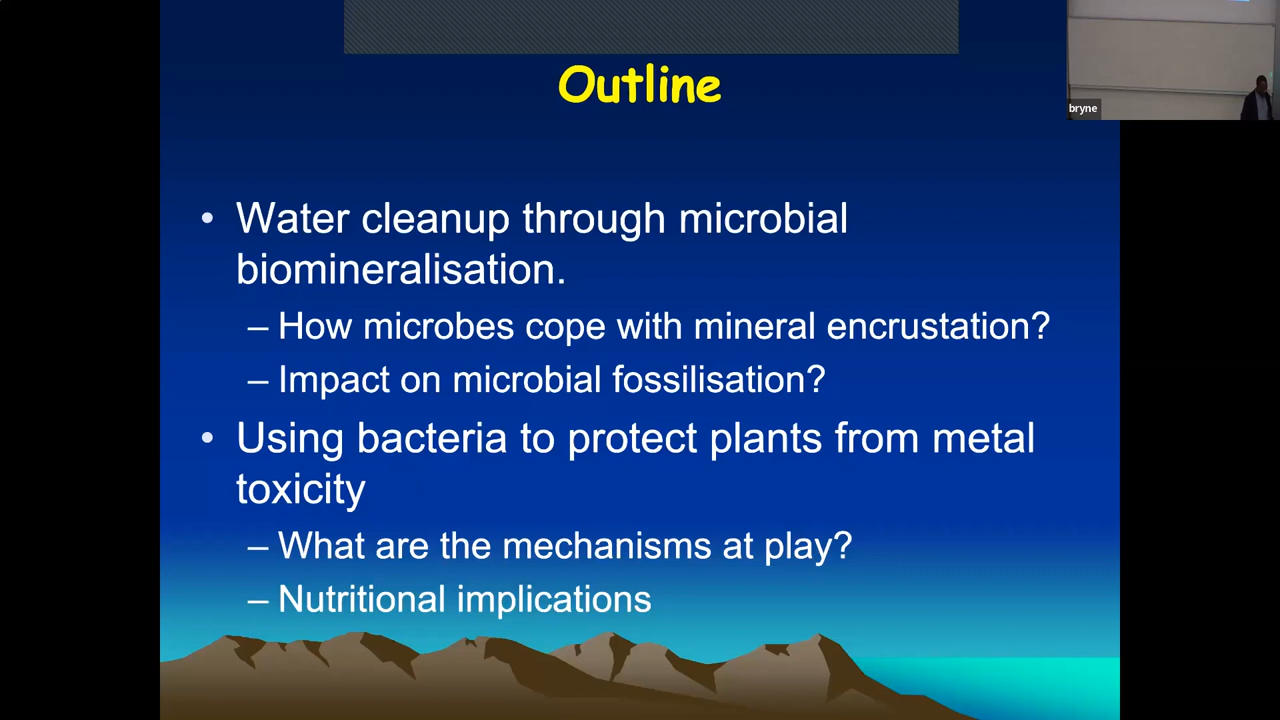 Outline
bryne
• Water cleanup through microbial
biomineralisation.
– How microbes cope with mineral encrustation?
– Impact on microbial fossilisation?
• Using bacteria to protect plants from metal
toxicity
– What are the mechanisms at play?
– Nutritional implications